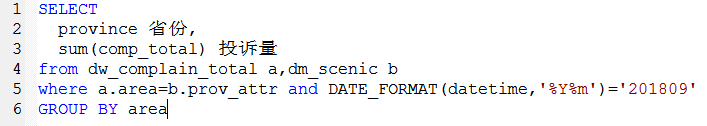 1 SELECT
2 province 省份,
3 sum(comp_total) 投诉量
4 from dw_complain_total a,dm_scenic b
5 where a.area=b.prov_attr and DATE_FORMAT(datetime,'%Y%m')='201809'
6 GROUP BY area